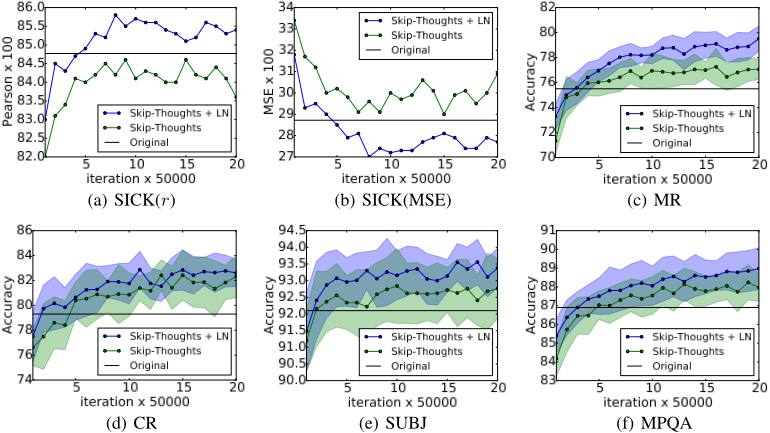 86.0
85.5
85.0
84.5
84.0
83.5
83.0
82.5
82.0
Pearson x 100
Skip-Thoughts + LN
Skip-Thoughts
Original
5 10 15 20
iteration x 50000
(a) SICK(r)
34
33
32
31
30
29
28
27
MSE x 100
Skip-Thoughts + LN
Skip-Thoughts
Original
5 10 15 20
iteration x 50000
(b) SICK(MSE)
82
80
78
76
74
72
70
Accuracy
Skip-Thoughts + LN
Skip-Thoughts
Original
5 10 15 20
iteration x 50000
(c) MR
86
84
82
80
78
76
74
Accuracy
Skip-Thoughts + LN
Skip-Thoughts
Original
5 10 15 20
iteration x 50000
(d) CR
94.5
94.0
93.5
93.0
92.5
92.0
91.5
91.0
90.5
90.0
Accuracy
Skip-Thoughts + LN
Skip-Thoughts
Original
5 10 15 20
iteration x 50000
(e) SUBJ
91
90
89
88
87
86
85
84
83
Accuracy
Skip-Thoughts + LN
Skip-Thoughts
Original
5 10 15 20
iteration x 50000
(f) MPQA